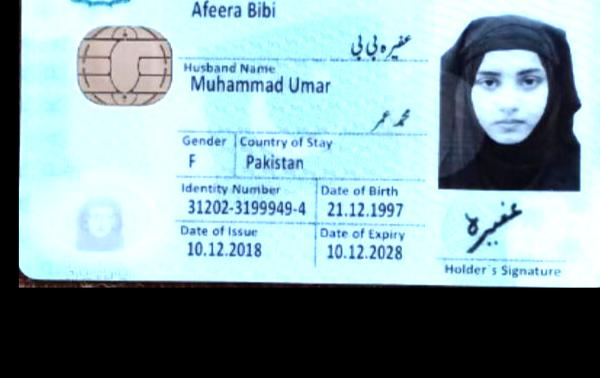 Afeera Bibi
عفیرہ بی بی
Husband Name
Muhammad Umar
محمد عمر
Gender Country of Stay
F Pakistan
Identity Number Date of Birth
31202-3199949-4 21.12.1997
Date of Issue Date of Expiry
10.12.2018 10.12.2028
عفیرہ
Holder's Signature